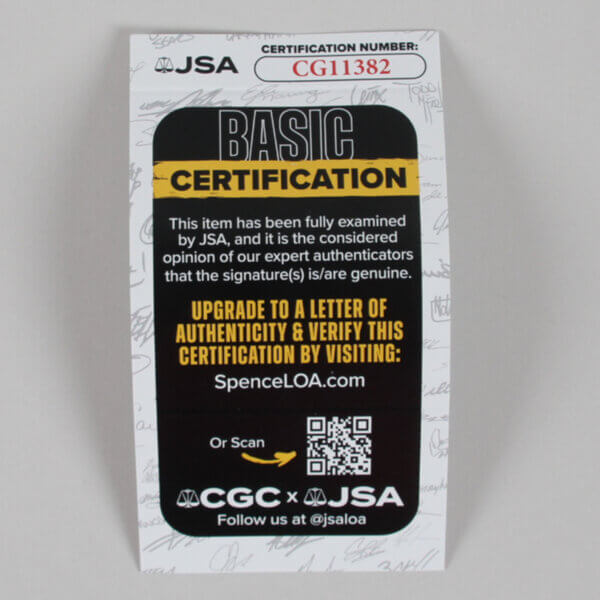 CERTIFICATION NUMBER:
JSA CG11382
BASIC
CERTIFICATION
This item has been fully examined
by JSA, and it is the considered
opinion of our expert authenticators
that the signature(s) is/are genuine.
UPGRADE TO A LETTER OF
AUTHENTICITY & VERIFY THIS
CERTIFICATION BY VISITING:
SpenceLOA.com
Or Scan
CGC x JSA
Follow us at @jsaloa